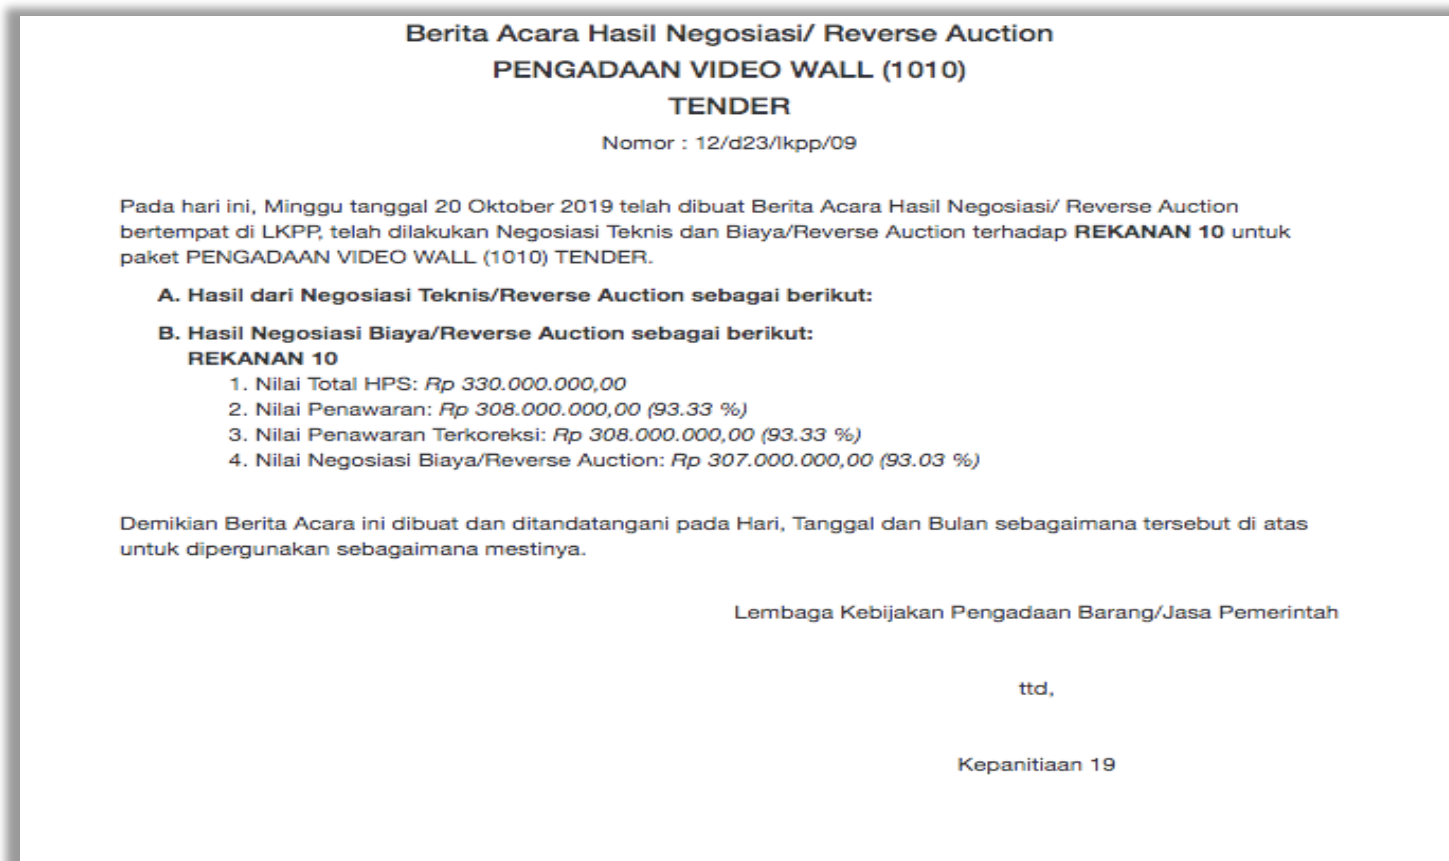 Berita Acara Hasil Negosiasi/ Reverse Auction
PENGADAAN VIDEO WALL (1010)
TENDER
Nomor : 12/d23/lkpp/09
Pada hari ini, Minggu tanggal 20 Oktober 2019 telah dibuat Berita Acara Hasil Negosiasi/ Reverse Auction
bertempat di LKPP, telah dilakukan Negosiasi Teknis dan Biaya/Reverse Auction terhadap REKANAN 10 untuk
paket PENGADAAN VIDEO WALL (1010) TENDER.
A. Hasil dari Negosiasi Teknis/Reverse Auction sebagai berikut:
B. Hasil Negosiasi Biaya/Reverse Auction sebagai berikut:
REKANAN 10
1. Nilai Total HPS: Rp 330.000.000,00
2. Nilai Penawaran: Rp 308.000.000,00 (93.33 %)
3. Nilai Penawaran Terkoreksi: Rp 308.000.000,00 (93.33 %)
4. Nilai Negosiasi Biaya/Reverse Auction: Rp 307.000.000,00 (93.03 %)
Demikian Berita Acara ini dibuat dan ditandatangani pada Hari, Tanggal dan Bulan sebagaimana tersebut di atas
untuk dipergunakan sebagaimana mestinya.
Lembaga Kebijakan Pengadaan Barang/Jasa Pemerintah
ttd,
Kepanitiaan 19